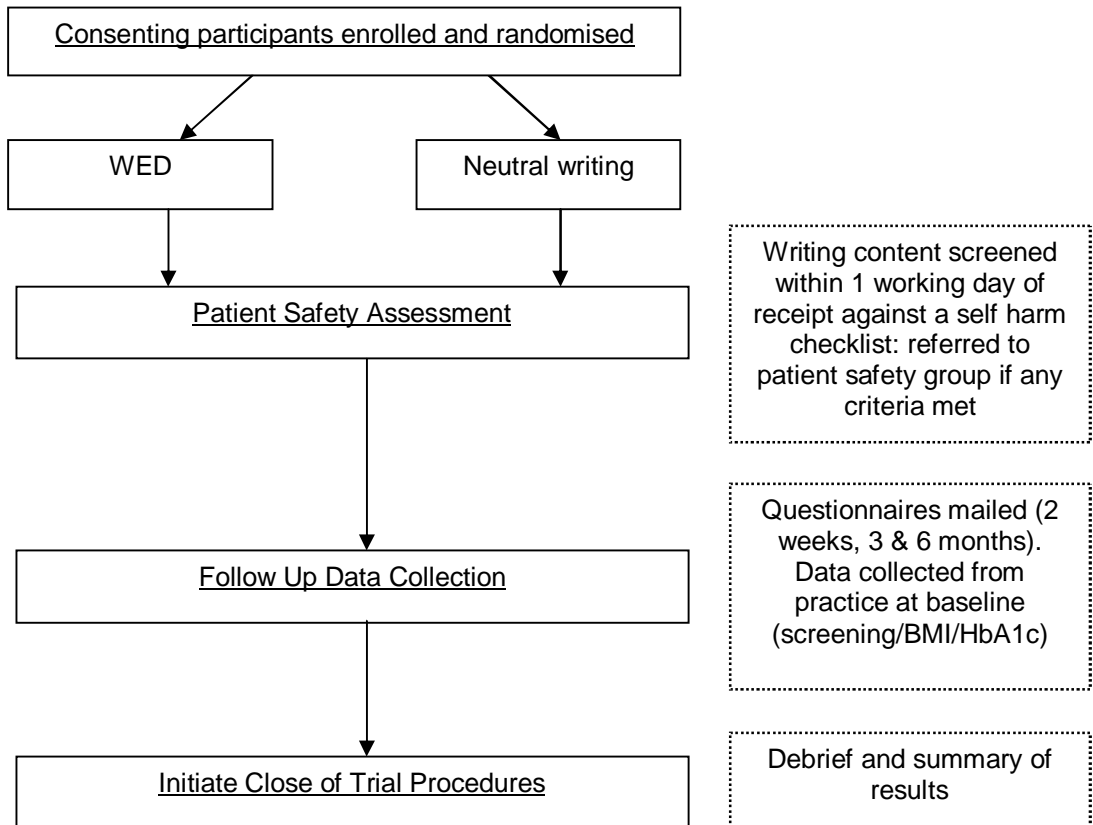 Consenting participants enrolled and randomised
WED
Neutral writing
Patient Safety Assessment
Writing content screened
within 1 working day of
receipt against a self harm
checklist: referred to
patient safety group if any
criteria met
Follow Up Data Collection
Questionnaires mailed (2
weeks, 3 & 6 months).
Data collected from
practice at baseline
(screening/BMI/HbA1c)
Initiate Close of Trial Procedures
Debrief and summary of
results